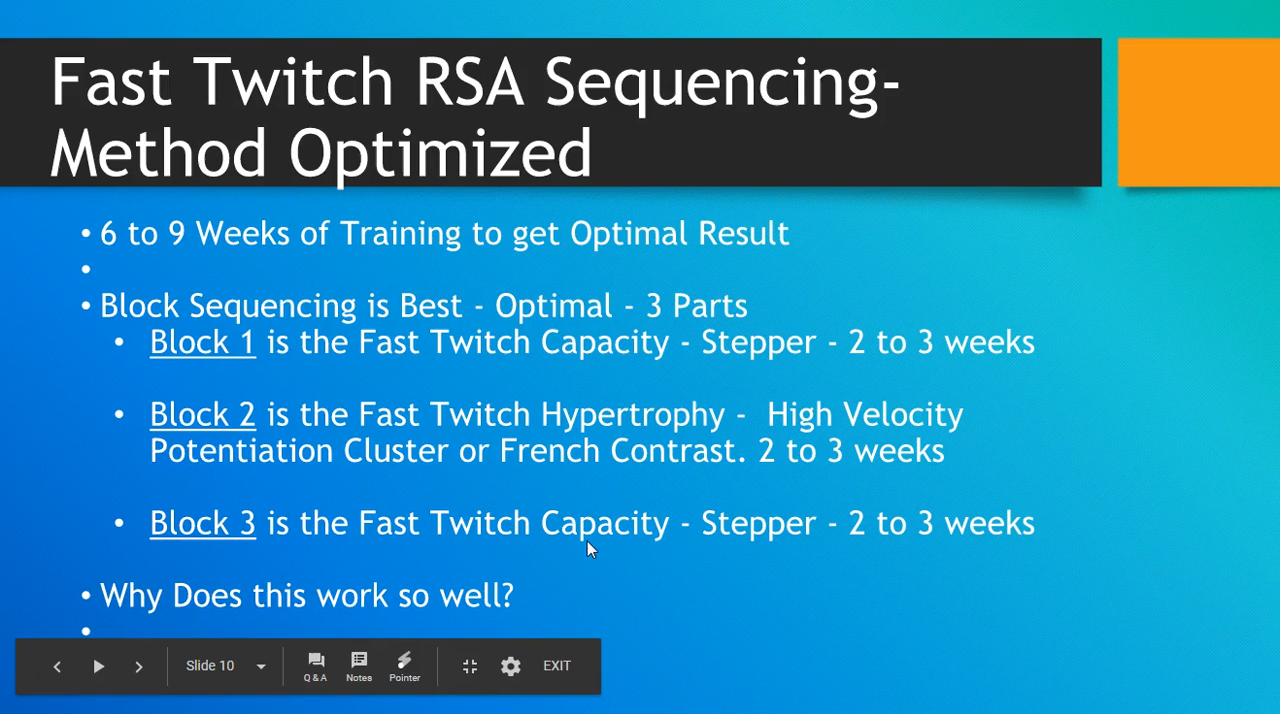 Fast Twitch RSA Sequencing-
Method Optimized
• 6 to 9 Weeks of Training to get Optimal Result
•
• Block Sequencing is Best - Optimal - 3 Parts
• Block 1 is the Fast Twitch Capacity - Stepper - 2 to 3 weeks
• Block 2 is the Fast Twitch Hypertrophy -  High Velocity
Potentiation Cluster or French Contrast. 2 to 3 weeks
• Block 3 is the Fast Twitch Capacity - Stepper - 2 to 3 weeks
• Why Does this work so well?
•
Slide 10
Q & A
Notes
Pointer
EXIT